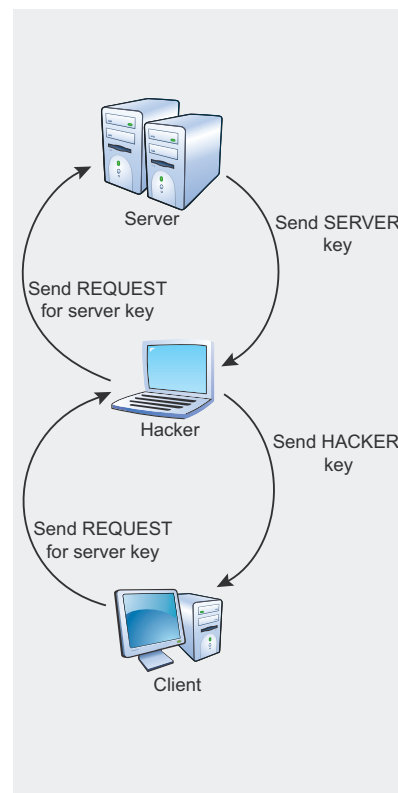 Server
Send SERVER
key
Send REQUEST
for server key
Hacker
Send HACKER
key
Send REQUEST
for server key
Client